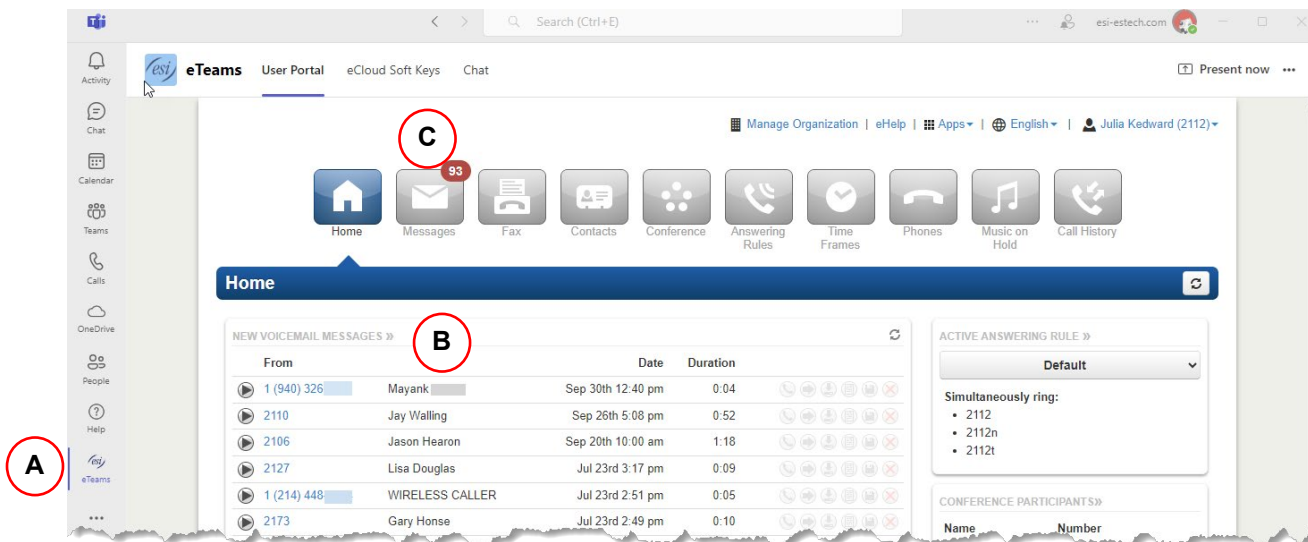 Search (Ctrl+E)
esi-estech.com
Activity
Chat
Calendar
Teams
Calls
OneDrive
People
Help
eTeams
A
esi eTeams User Portal eCloud Soft Keys Chat Present now
Manage Organization | eHelp | Apps | English | Julia Kedward (2112)
C
93
Home Messages Fax Contacts Conference Answering Rules Time Frames Phones Music on Hold Call History
Home
B
NEW VOICEMAIL MESSAGES »
From Date Duration
1 (940) 326 Mayank Sep 30th 12:40 pm 0:04
2110 Jay Walling Sep 26th 5:08 pm 0:52
2106 Jason Hearon Sep 20th 10:00 am 1:18
2127 Lisa Douglas Jul 23rd 3:17 pm 0:09
1 (214) 448 WIRELESS CALLER Jul 23rd 2:51 pm 0:05
2173 Gary Honse Jul 23rd 2:49 pm 0:10
ACTIVE ANSWERING RULE »
Default
Simultaneously ring:
• 2112
• 2112n
• 2112t
CONFERENCE PARTICIPANTS»
Name Number